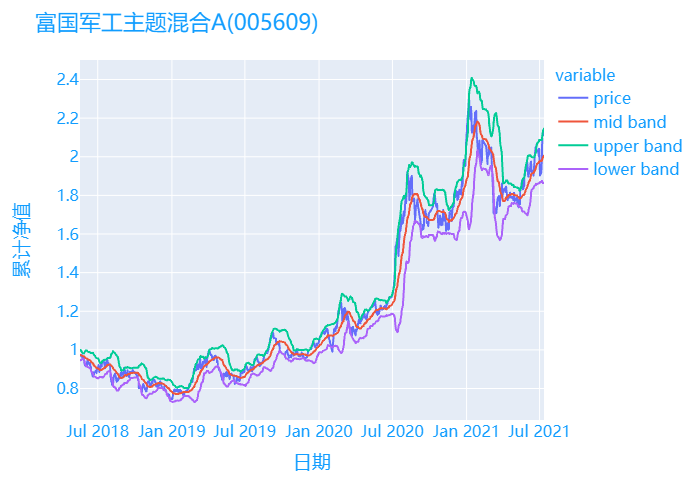 富国军工主题混合A(005609)
variable
price
mid band
upper band
lower band
累计净值
2.4
2.2
2
1.8
1.6
1.4
1.2
1
0.8
Jul 2018 Jan 2019 Jul 2019 Jan 2020 Jul 2020 Jan 2021 Jul 2021
日期